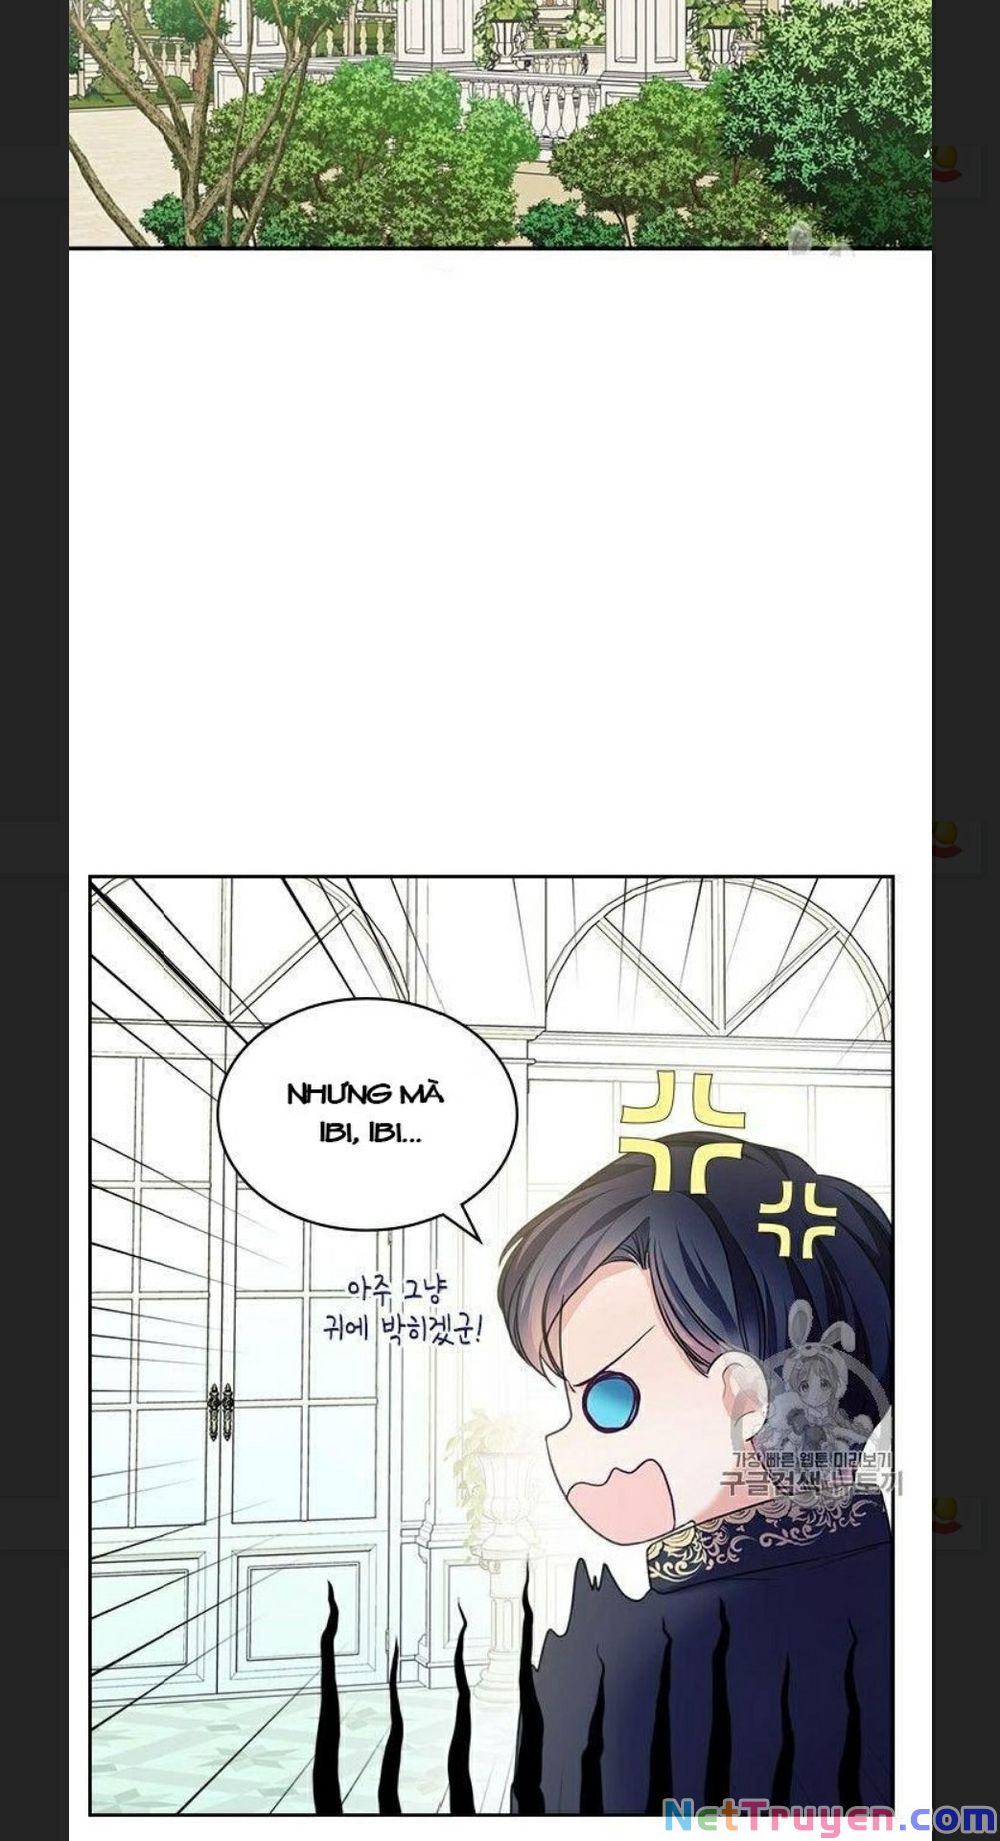 NHƯNG MÀ
IBI, IBI...
아주 그냥
귀에 박히겠군!
가장 빠른 웹툰 미리보기
구글검색 뉴토끼
NetTruyen.com